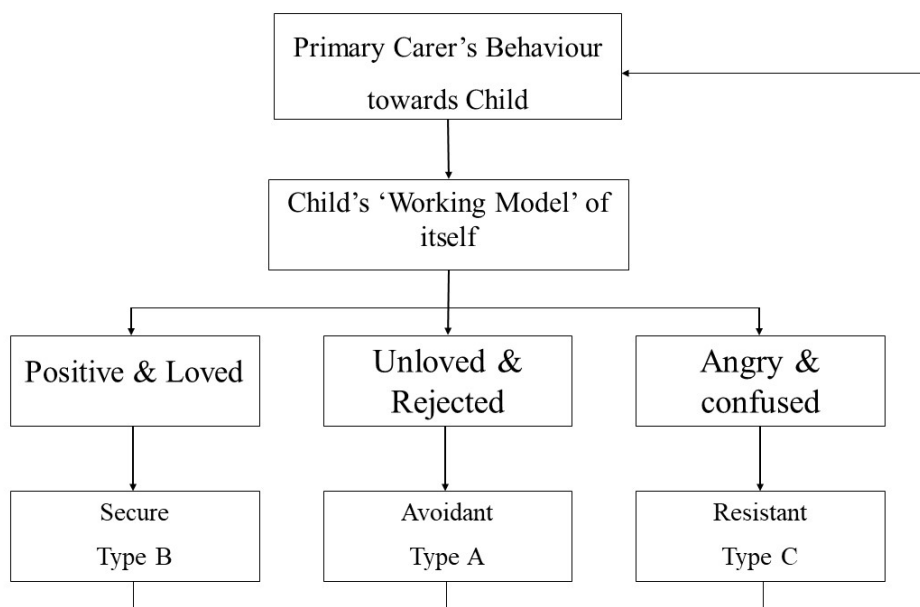 Primary Carer’s Behaviour
towards Child
Child’s ‘Working Model’ of
itself
Positive & Loved
Unloved &
Rejected
Angry &
confused
Secure
Type B
Avoidant
Type A
Resistant
Type C